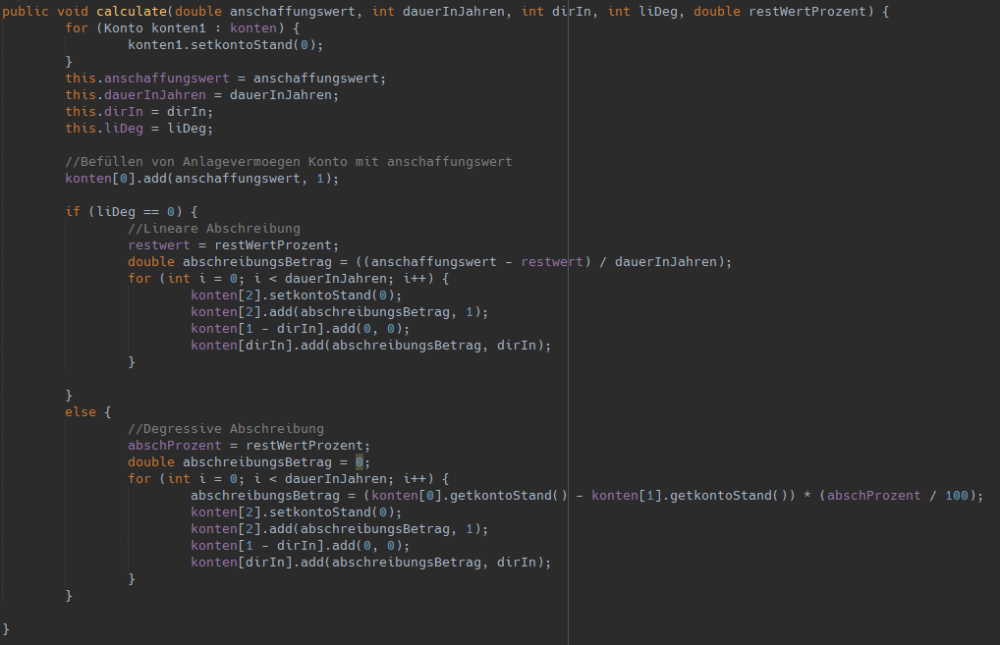 public void calculate(double anschaffungswert, int dauerInJahren, int dirIn, int liDeg, double restWertProzent) {
for (Konto konten1 : konten) {
konten1.setkontoStand(0);
}
this.anschaffungswert = anschaffungswert;
this.dauerInJahren = dauerInJahren;
this.dirIn = dirIn;
this.liDeg = liDeg;
//Befüllen von Anlagevermoegen Konto mit anschaffungswert
konten[0].add(anschaffungswert, 1);
if (liDeg == 0) {
//Lineare Abschreibung
restwert = restWertProzent;
double abschreibungsBetrag = ((anschaffungswert - restwert) / dauerInJahren);
for (int i = 0; i < dauerInJahren; i++) {
konten[2].setkontoStand(0);
konten[2].add(abschreibungsBetrag, 1);
konten[1 - dirIn].add(0, 0);
konten[dirIn].add(abschreibungsBetrag, dirIn);
}
}
else {
//Degressive Abschreibung
abschProzent = restWertProzent;
double abschreibungsBetrag = 0;
for (int i = 0; i < dauerInJahren; i++) {
abschreibungsBetrag = (konten[0].getkontoStand() - konten[1].getkontoStand()) * (abschProzent / 100);
konten[2].setkontoStand(0);
konten[2].add(abschreibungsBetrag, 1);
konten[1 - dirIn].add(0, 0);
konten[dirIn].add(abschreibungsBetrag, dirIn);
}
}
}